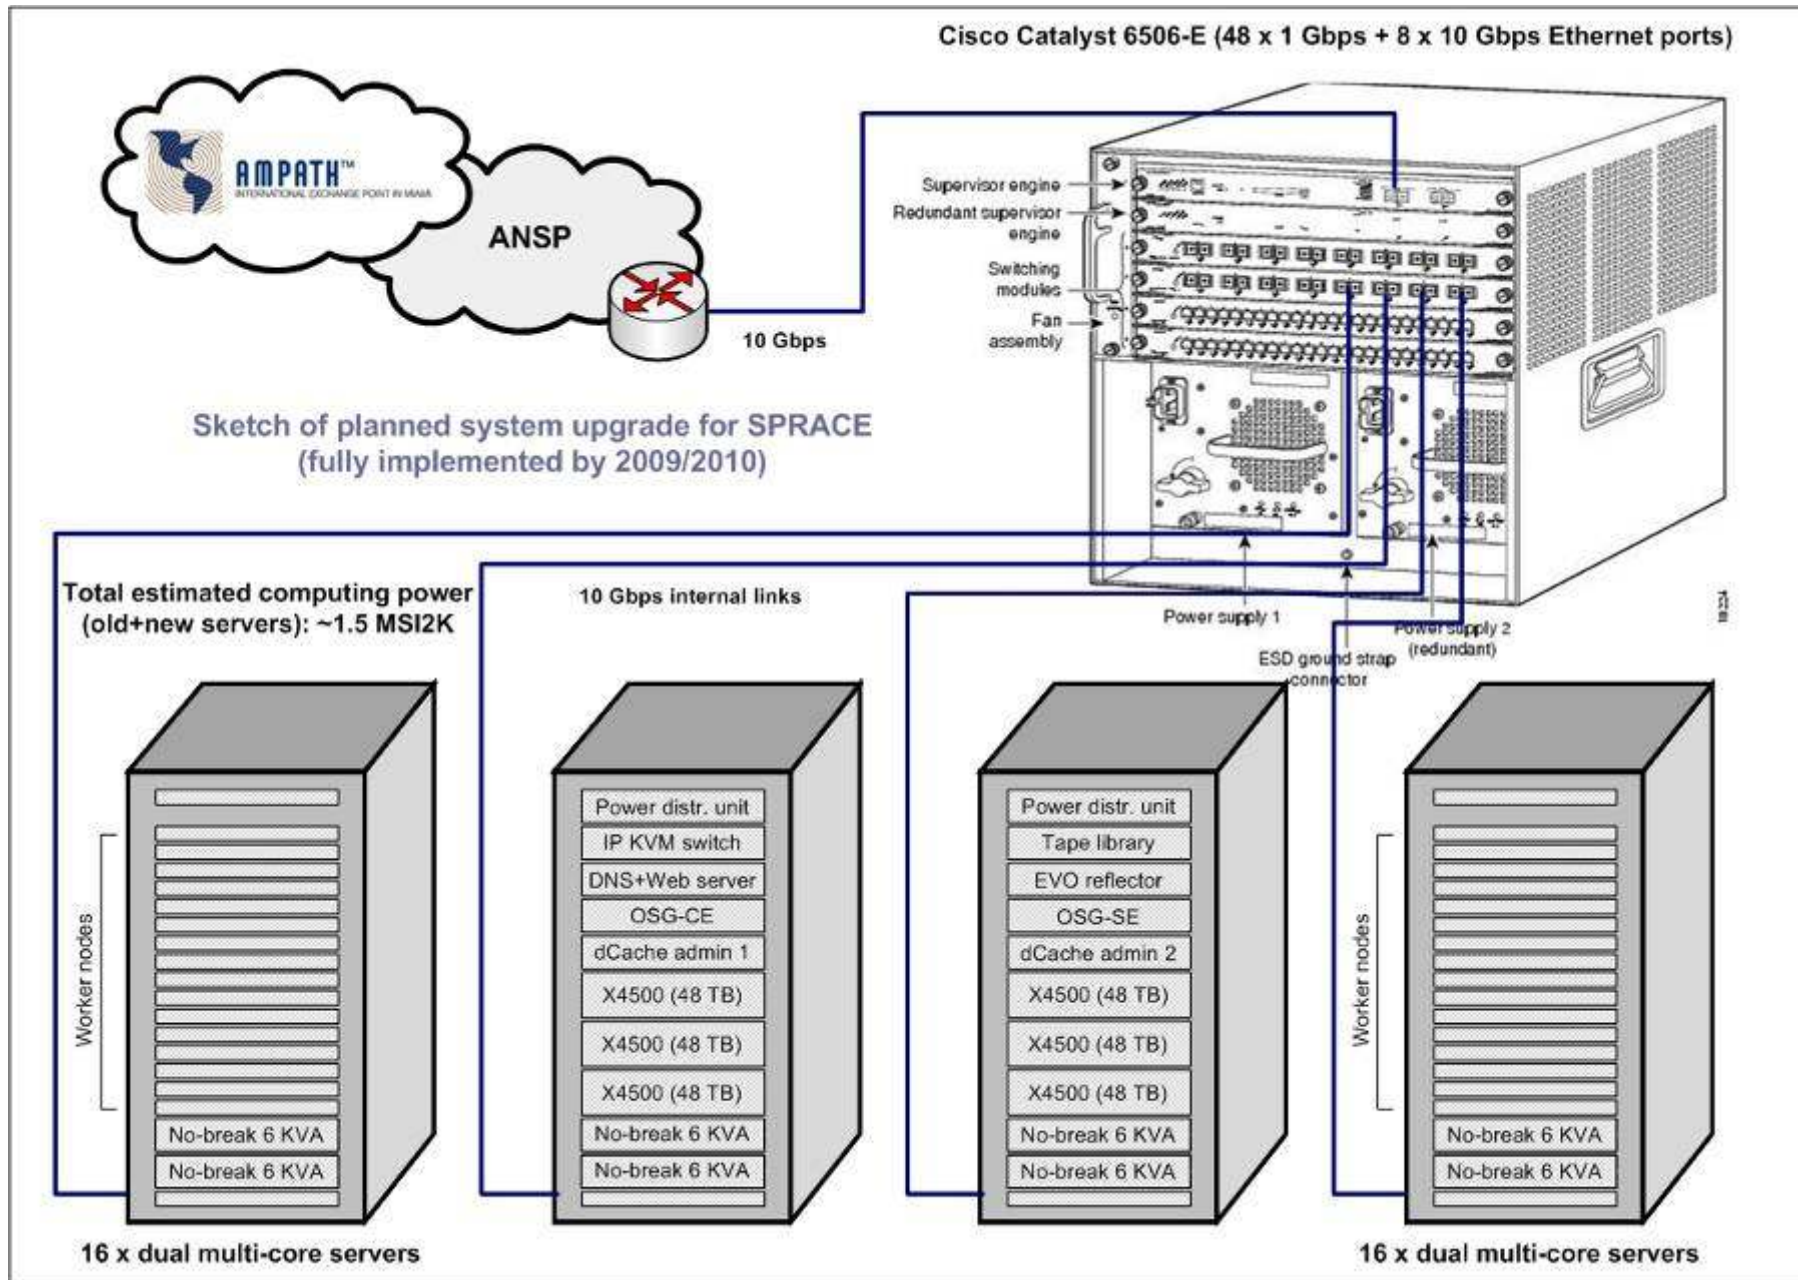 Cisco Catalyst 6506-E (48 x 1 Gbps + 8 x 10 Gbps Ethernet ports)
AMPATH™
INTERNATIONAL EXCHANGE POINT IN MIAMI
ANSP
10 Gbps
Supervisor engine
Redundant supervisor
engine
Switching
modules
Fan
assembly
Sketch of planned system upgrade for SPRACE
(fully implemented by 2009/2010)
Total estimated computing power
(old+new servers): ~1.5 MSI2K
10 Gbps internal links
Power supply 1
ESD ground strap
connector
Power supply 2
(redundant)
Worker nodes
No-break 6 KVA
No-break 6 KVA
16 x dual multi-core servers
Power distr. unit
IP KVM switch
DNS+Web server
OSG-CE
dCache admin 1
X4500 (48 TB)
X4500 (48 TB)
X4500 (48 TB)
No-break 6 KVA
No-break 6 KVA
Power distr. unit
Tape library
EVO reflector
OSG-SE
dCache admin 2
X4500 (48 TB)
X4500 (48 TB)
X4500 (48 TB)
No-break 6 KVA
No-break 6 KVA
Worker nodes
No-break 6 KVA
No-break 6 KVA
16 x dual multi-core servers